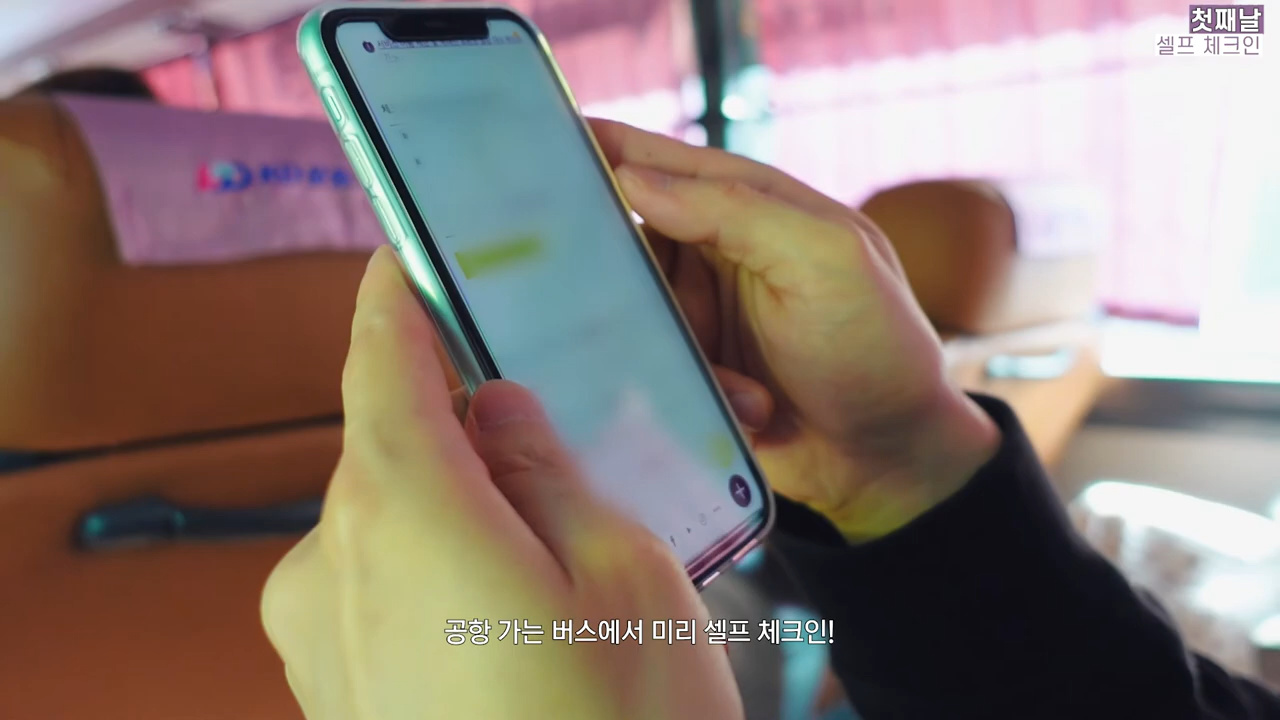 첫째날
셀프 체크인
공항 가는 버스에서 미리 셀프 체크인!